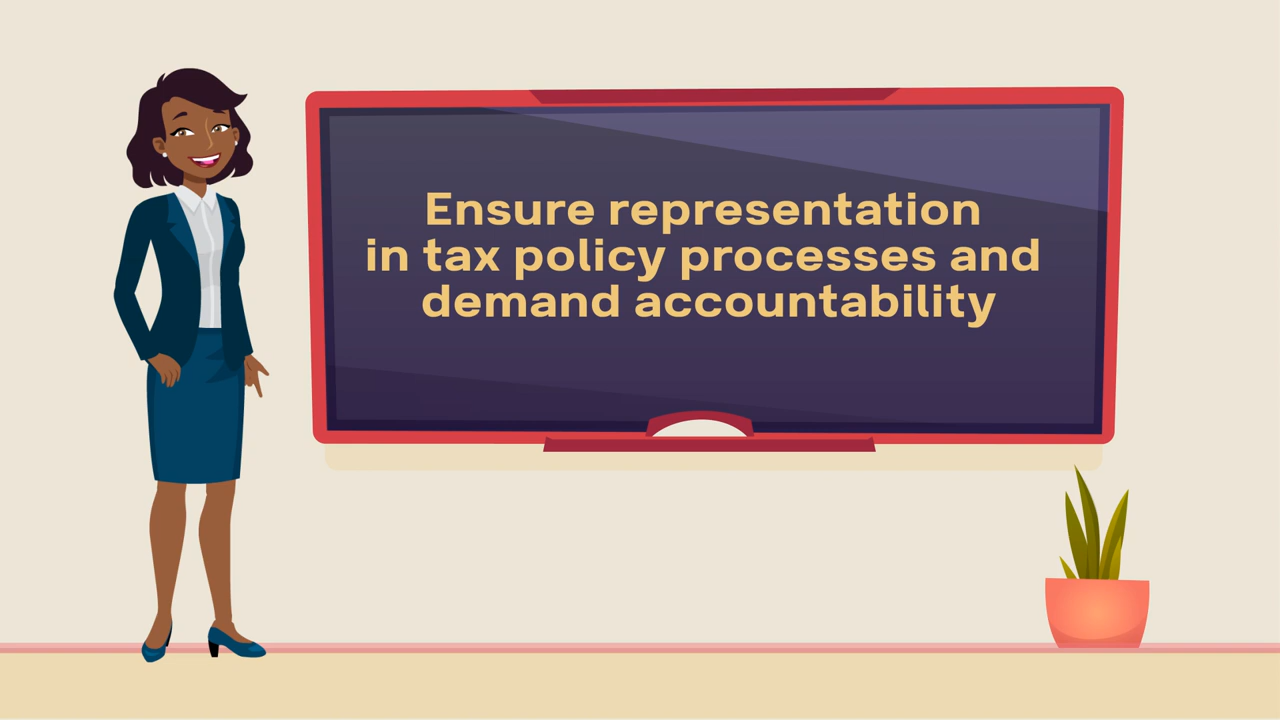 Ensure representation
in tax policy processes and
demand accountability